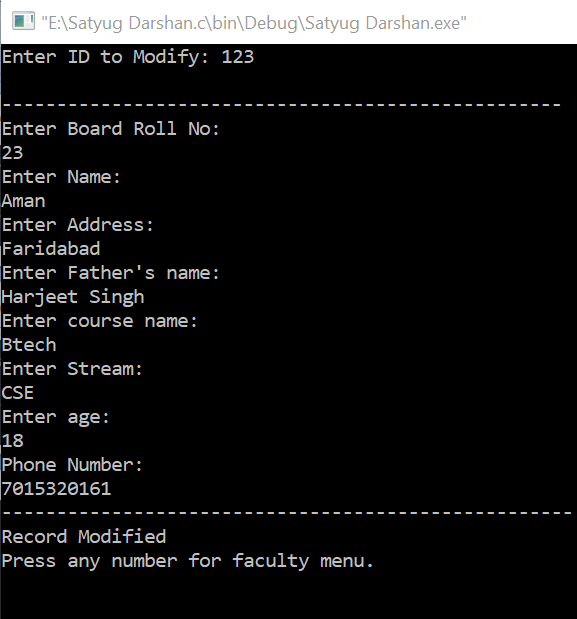 "E:\Satyug Darshan.c\bin\Debug\Satyug Darshan.exe"
Enter ID to Modify: 123
---------------------------------------------------
Enter Board Roll No:
23
Enter Name:
Aman
Enter Address:
Faridabad
Enter Father's name:
Harjeet Singh
Enter course name:
Btech
Enter Stream:
CSE
Enter age:
18
Phone Number:
7015320161
----------------------------------------------------
Record Modified
Press any number for faculty menu.